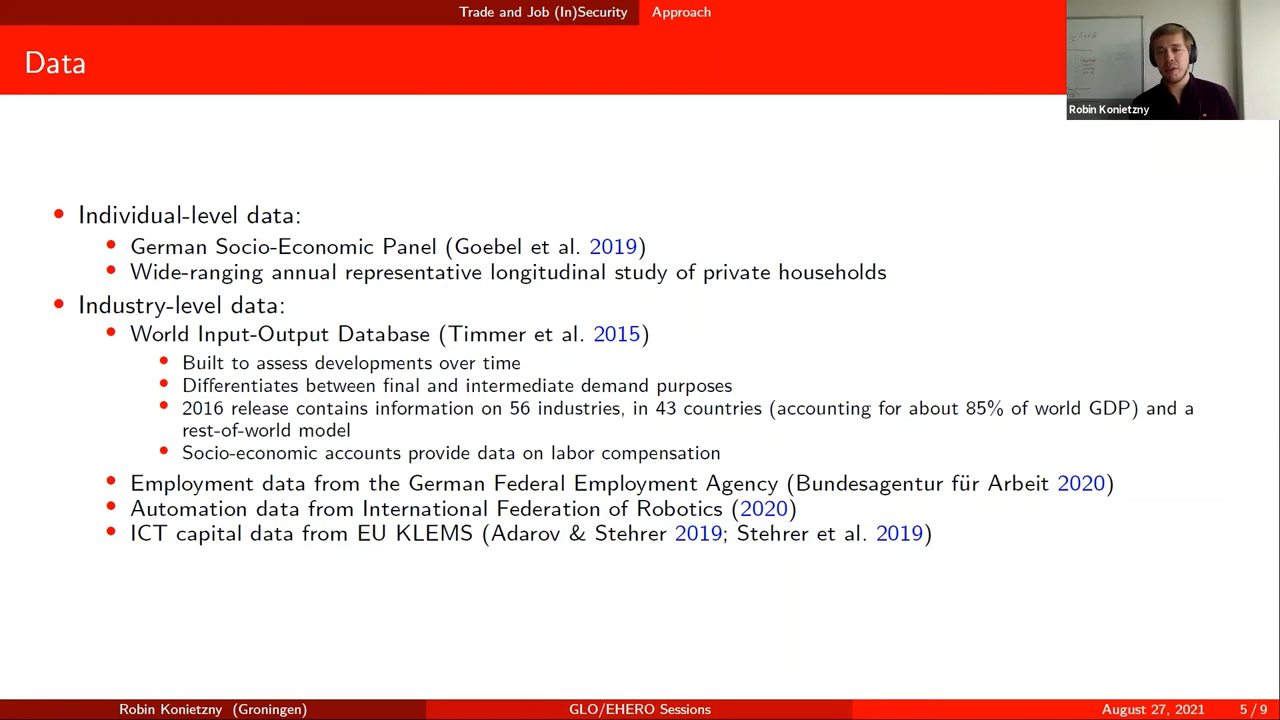 Trade and Job (In)Security Approach
Data
Robin Konietzny
Individual-level data:
German Socio-Economic Panel (Goebel et al. 2019)
Wide-ranging annual representative longitudinal study of private households
Industry-level data:
World Input-Output Database (Timmer et al. 2015)
Built to assess developments over time
Differentiates between final and intermediate demand purposes
2016 release contains information on 56 industries, in 43 countries (accounting for about 85% of world GDP) and a
rest-of-world model
Socio-economic accounts provide data on labor compensation
Employment data from the German Federal Employment Agency (Bundesagentur für Arbeit 2020)
Automation data from International Federation of Robotics (2020)
ICT capital data from EU KLEMS (Adarov & Stehrer 2019; Stehrer et al. 2019)
Robin Konietzny (Groningen) GLO/EHERO Sessions August 27, 2021 5 / 9